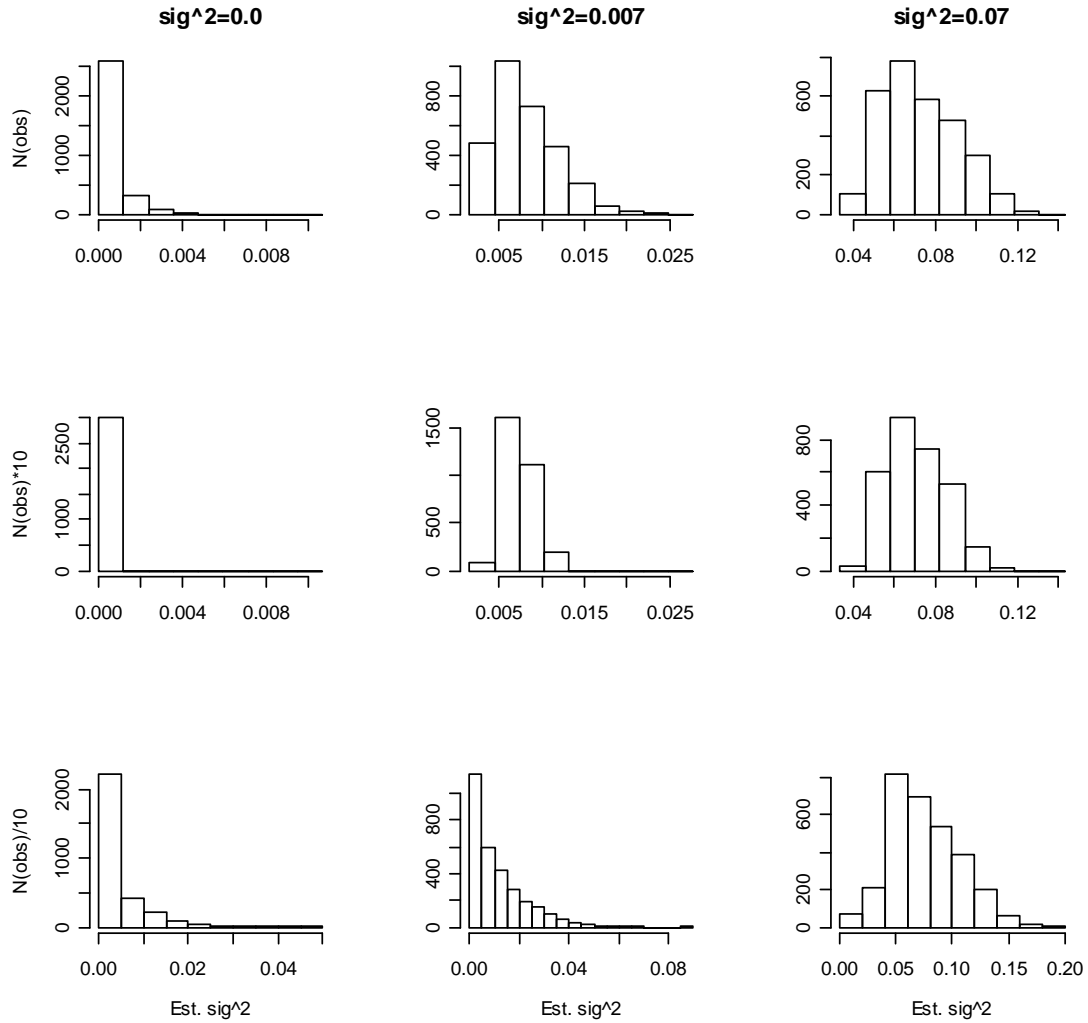 sig^2=0.0 sig^2=0.007 sig^2=0.07
N(obs)
0 1000 2000
0 400 800
0 200 600
0.000 0.004 0.008
0.005 0.015 0.025
0.04 0.08 0.12
N(obs)*10
0 1000 2500
0 500 1500
0 400 800
0.000 0.004 0.008
0.005 0.015 0.025
0.04 0.08 0.12
N(obs)/10
0 1000 2000
0 400 800
0 200 600
0.00 0.02 0.04
0.00 0.04 0.08
0.00 0.05 0.10 0.15 0.20
Est. sig^2 Est. sig^2 Est. sig^2